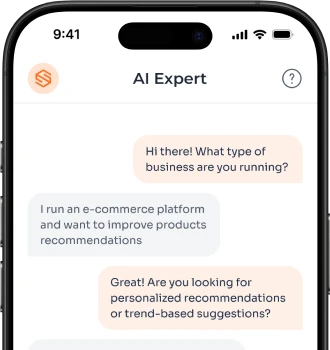 9:41
AI Expert
?
Hi there! What type of
business are you running?
I run an e-commerce platform
and want to improve products
recommendations
Great! Are you looking for
personalized recommendations
or trend-based suggestions?